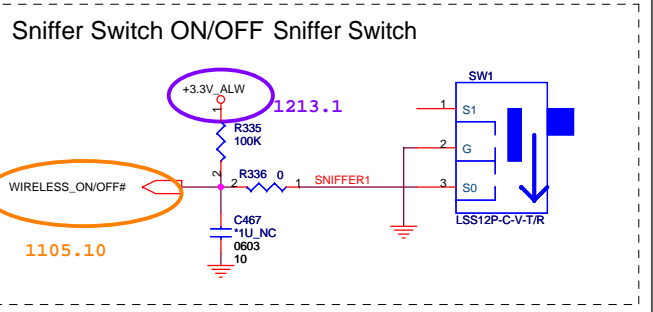 Sniffer Switch ON/OFF Sniffer Switch
+3.3V_ALW
1213.1
1
R335
100K
2
WIRELESS_ON/OFF#
2
R336 0
1
SNIFFER1
1105.10
C467
*1U_NC
0603
10
SW1
1
S1
2
G
3
S0
LSS12P-C-V-T/R